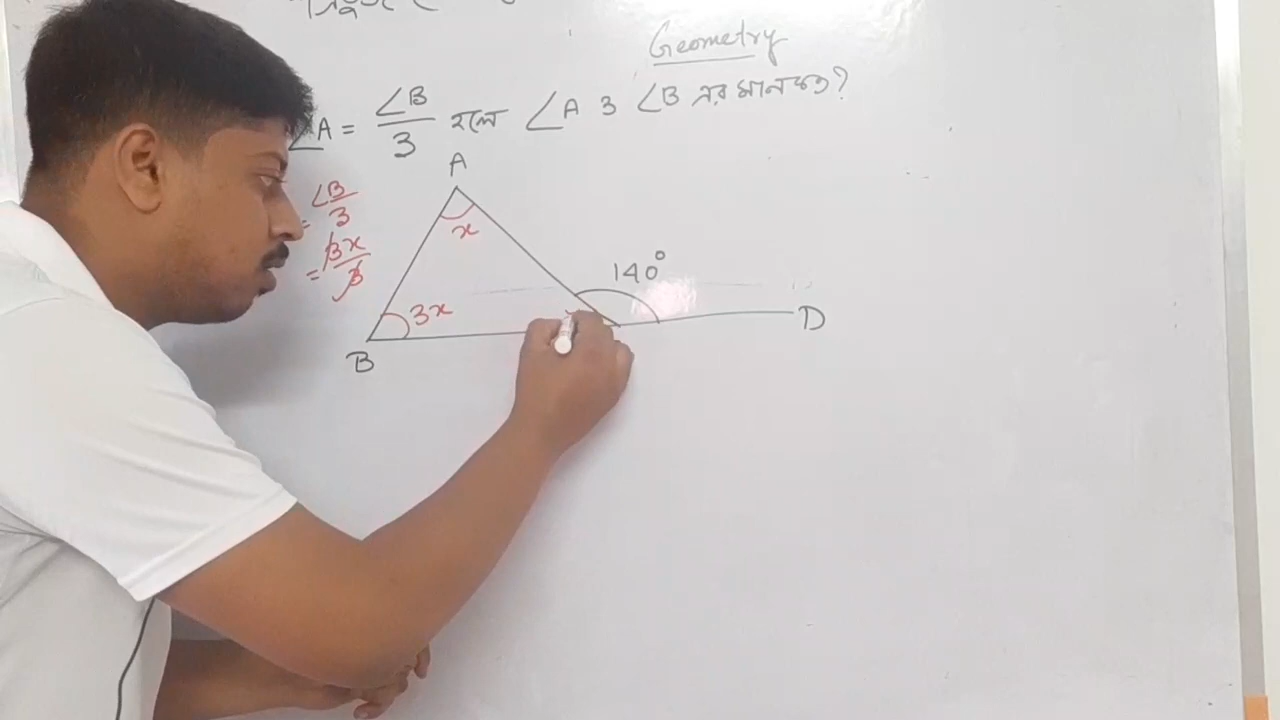 Geometry
∠A = ∠B/3 হলে ∠A ও ∠B এর মান কত?
A
= ∠B/3
x
= 3x/3
140°
3x
D
B